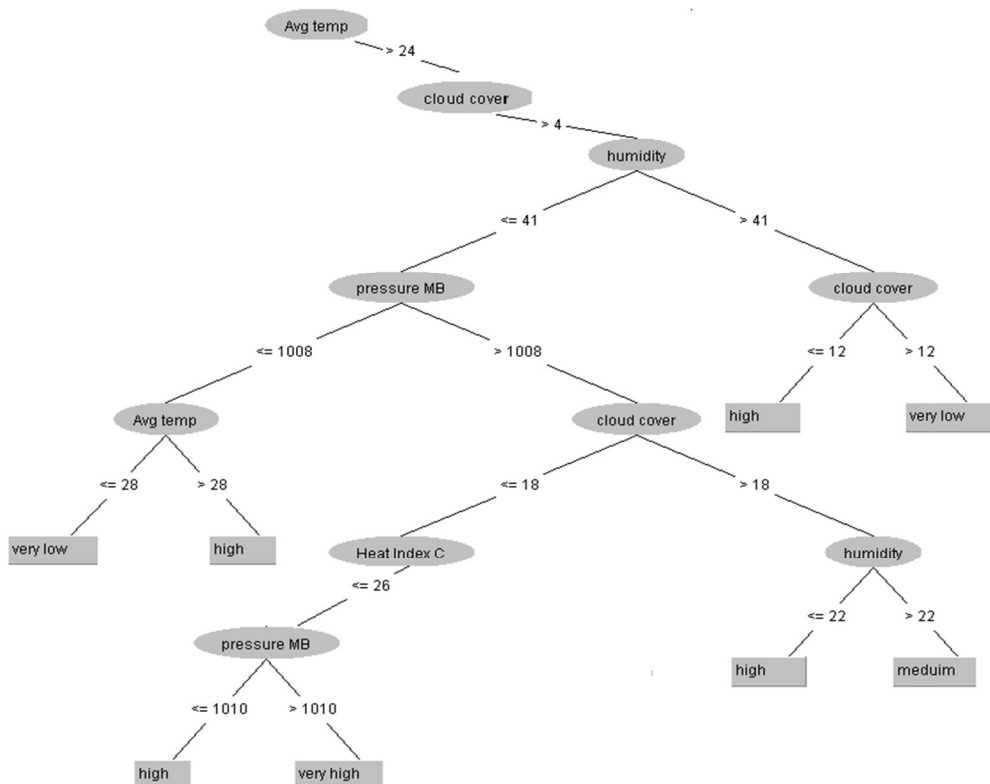 Avg temp
> 24
cloud cover
> 4
humidity
<= 41
> 41
pressure MB
cloud cover
<= 1008
> 1008
<= 12
> 12
Avg temp
cloud cover
high
very low
<= 28
> 28
<= 18
> 18
very low
high
Heat Index C
humidity
<= 26
<= 22
> 22
pressure MB
high
meduim
<= 1010
> 1010
high
very high